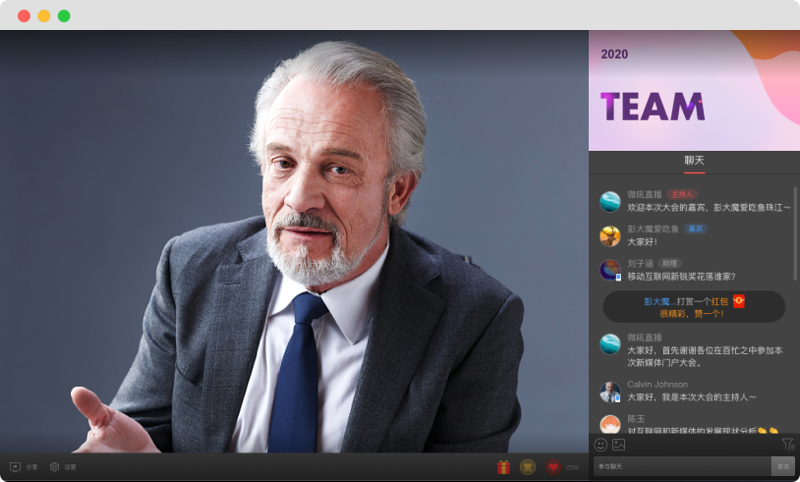 2020
TEAM
聊天
微吼直播 主持人
欢迎本次大会的嘉宾，彭大魔爱吃鱼珠江～
彭大魔爱吃鱼 嘉宾
大家好！
刘子涵 助理
移动互联网新锐奖花落谁家？
彭大魔...打赏一个红包
很精彩，赞一个！
微吼直播
大家好，首先谢谢各位在百忙之中参加本
次新媒体门户大会。
Calvin Johnson
大家好，我是本次大会的主持人～
陈玉
对互联网和新媒体的发展现状分析
分享 设置 赏 25W
参与聊天 发送